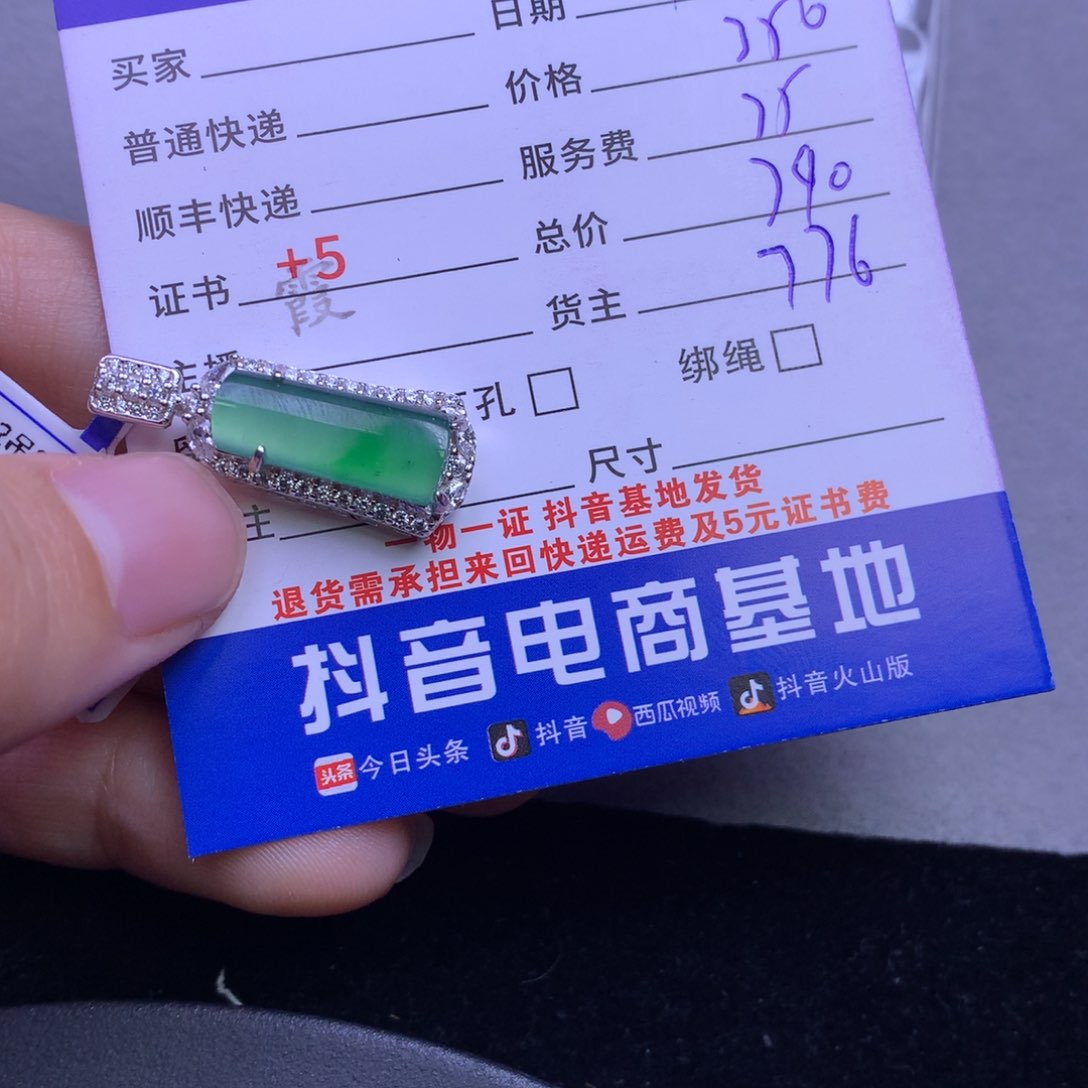 日期
买家
普通快递 价格
顺丰快递 服务费
+5
证书 霞 总价 290
主播 货主 776
孔 绑绳
尺寸
主
一物一证 抖音基地发货
退货需承担来回快递运费及5元证书费
抖音电商基地
头条 今日头条 抖音 西瓜视频 抖音火山版